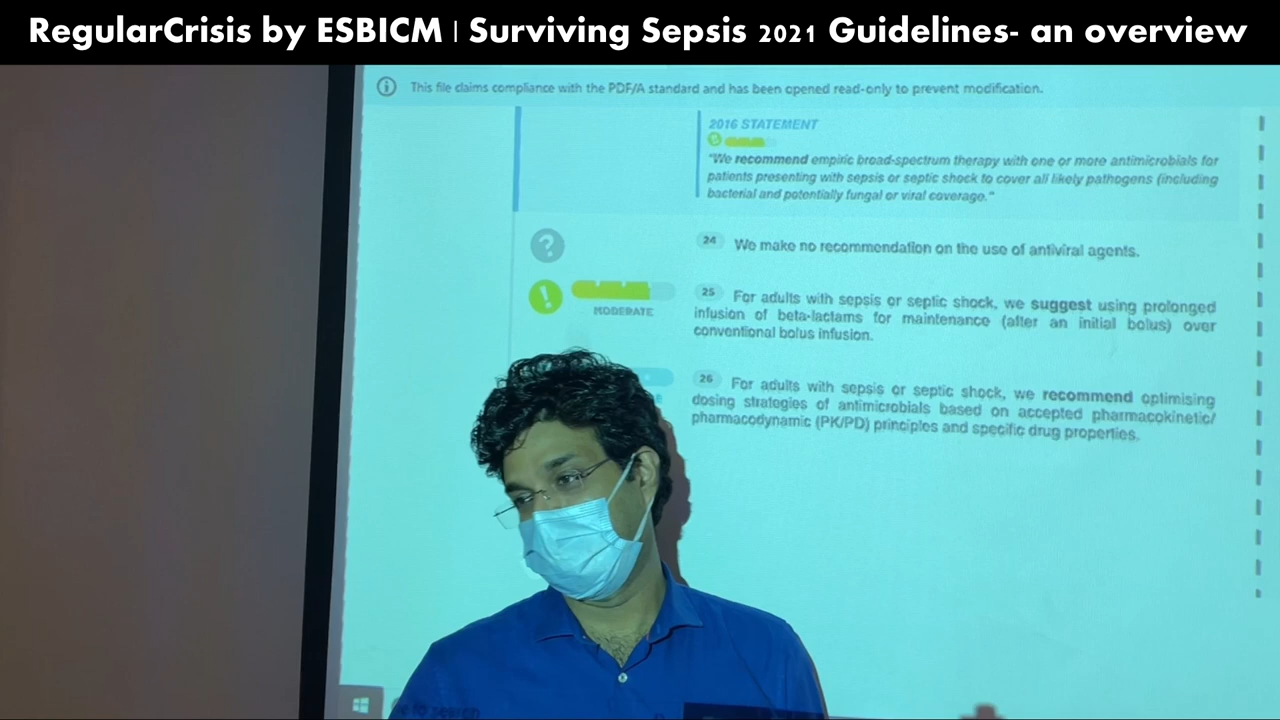 RegularCrisis by ESBICM | Surviving Sepsis 2021 Guidelines- an overview
This file claims compliance with the PDF/A standard and has been opened read-only to prevent modification.
2016 STATEMENT
"We recommend empiric broad-spectrum therapy with one or more antimicrobials for
patients presenting with sepsis or septic shock to cover all likely pathogens (including
bacterial and potentially fungal or viral coverage."
24 We make no recommendation on the use of antiviral agents.
MODERATE
25 For adults with sepsis or septic shock, we suggest using prolonged
infusion of beta-lactams for maintenance (after an initial bolus) over
conventional bolus infusion.
26 For adults with sepsis or septic shock, we recommend optimising
dosing strategies of antimicrobials based on accepted pharmacokinetic/
pharmacodynamic (PK/PD) principles and specific drug properties.
to search